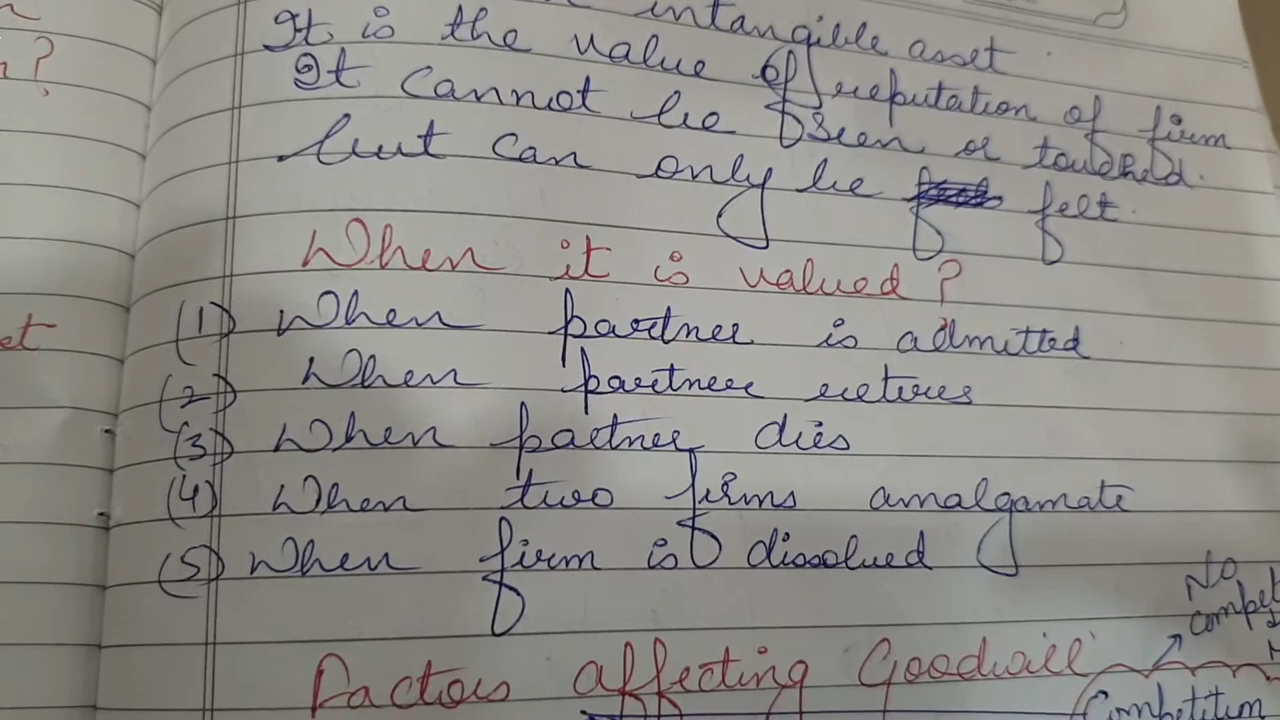 intangible asset.
It is the value of reputation of firm
It cannot be seen or touched.
but can only be felt.
When it is valued?
(1) When partner is admitted
(2) When partner retires
(3) When partner dies
(4) When two firms amalgamate
(5) When firm is dissolved
No
Factors affecting Goodwill